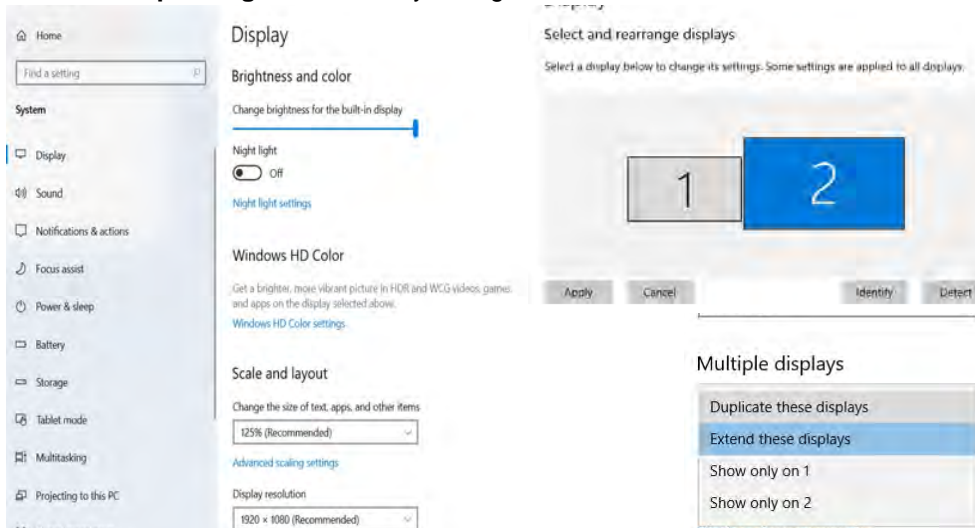 Home
Find a setting
System
Display
Sound
Notifications & actions
Focus assist
Power & sleep
Battery
Storage
Tablet mode
Multitasking
Projecting to this PC
Display
Brightness and color
Change brightness for the built-in display
Night light
Off
Night light settings
Windows HD Color
Get a brighter, more vibrant picture in HDR and WCG videos, games
and apps on the display selected above.
Windows HD Color settings
Scale and layout
Change the size of text, apps, and other items
125% (Recommended)
Advanced scaling settings
Display resolution
1920 × 1080 (Recommended)
Select and rearrange displays
Select a display below to change its settings. Some settings are applied to all displays.
1
2
Apply
Cancel
Identify
Detect
Multiple displays
Duplicate these displays
Extend these displays
Show only on 1
Show only on 2